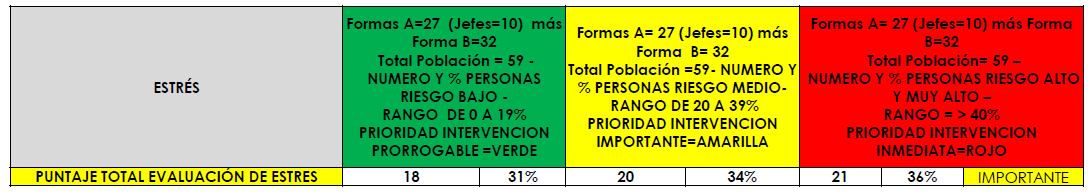 ESTRÉS
Formas A=27 (Jefes=10) más
Forma B=32
Total Población = 59 -
NUMERO Y % PERSONAS
RIESGO BAJO -
RANGO DE 0 A 19%
PRIORIDAD INTERVENCION
PRORROGABLE =VERDE
Formas A= 27 (Jefes=10) más
Forma B= 32
Total Población =59- NUMERO Y
% PERSONAS RIESGO MEDIO-
RANGO DE 20 A 39%
PRIORIDAD INTERVENCION
IMPORTANTE=AMARILLA
Formas A= 27 (Jefes=10) más Forma
B=32
Total Población= 59 –
NUMERO Y % PERSONAS RIESGO ALTO
Y MUY ALTO –
RANGO = > 40%
PRIORIDAD INTERVENCION
INMEDIATA=ROJO
PUNTAJE TOTAL EVALUACIÓN DE ESTRES 18 31% 20 34% 21 36% IMPORTANTE